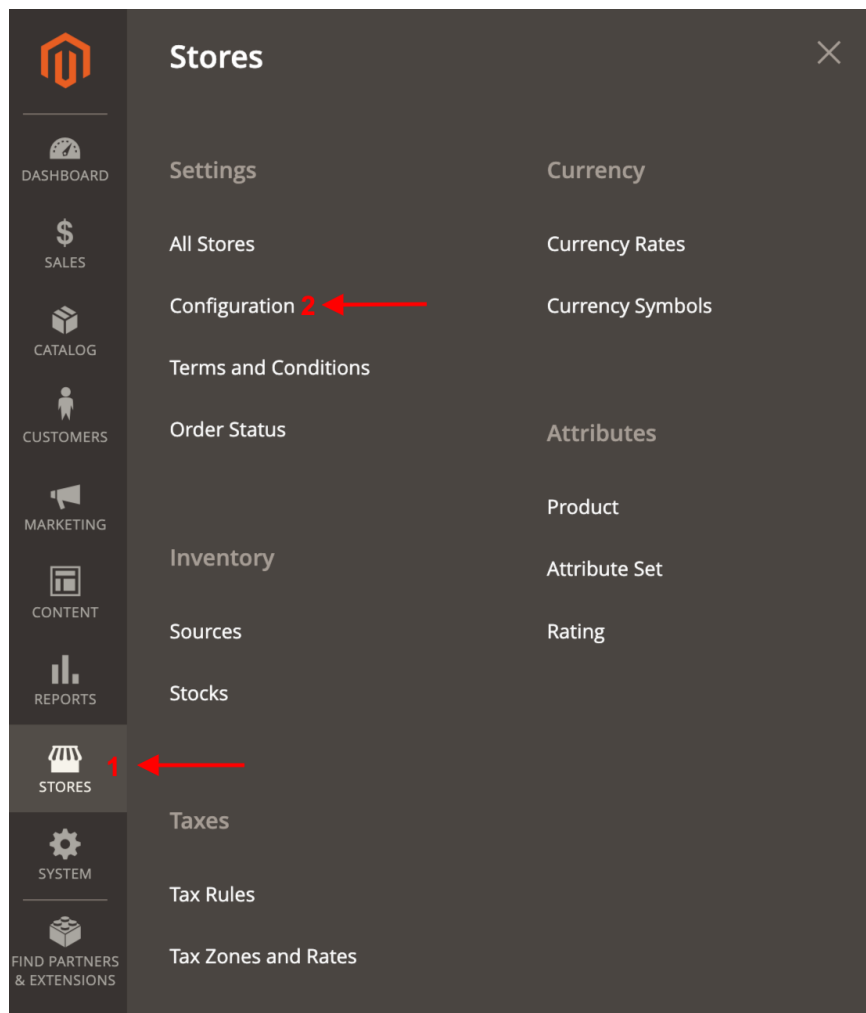 DASHBOARD
SALES
CATALOG
CUSTOMERS
MARKETING
CONTENT
REPORTS
STORES
1
SYSTEM
FIND PARTNERS
& EXTENSIONS
Stores
Settings
All Stores
Configuration 2
Terms and Conditions
Order Status
Inventory
Sources
Stocks
Taxes
Tax Rules
Tax Zones and Rates
Currency
Currency Rates
Currency Symbols
Attributes
Product
Attribute Set
Rating